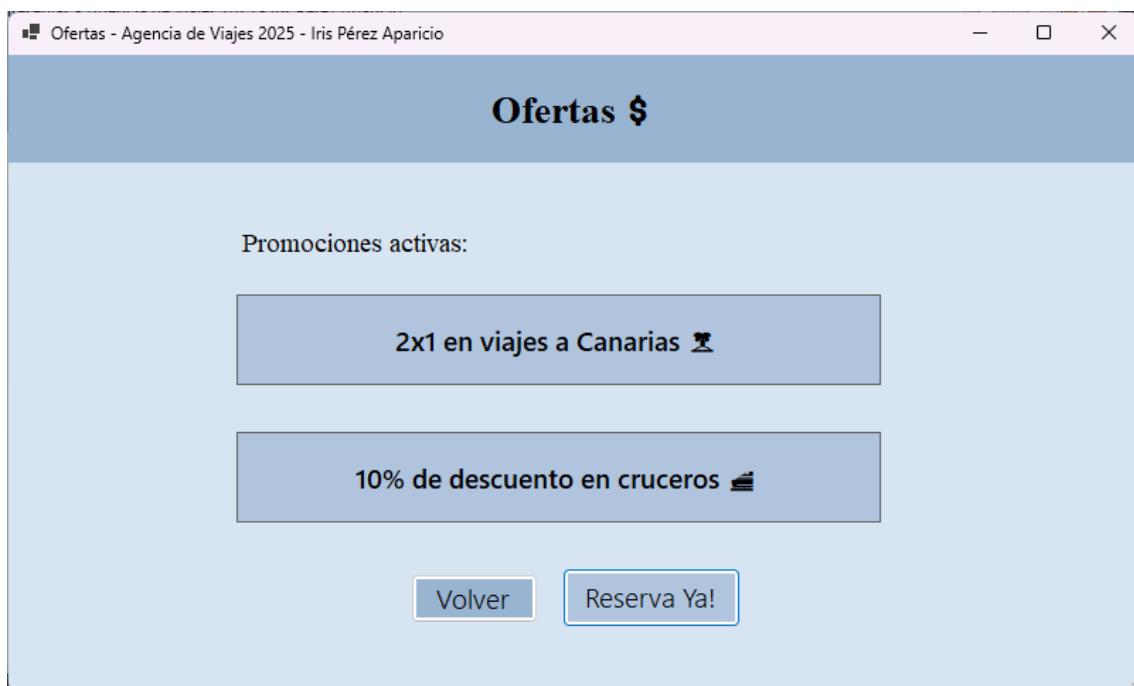 Ofertas - Agencia de Viajes 2025 - Iris Pérez Aparicio
Ofertas $
Promociones activas:
2x1 en viajes a Canarias 🏝
10% de descuento en cruceros 🛳
Volver
Reserva Ya!